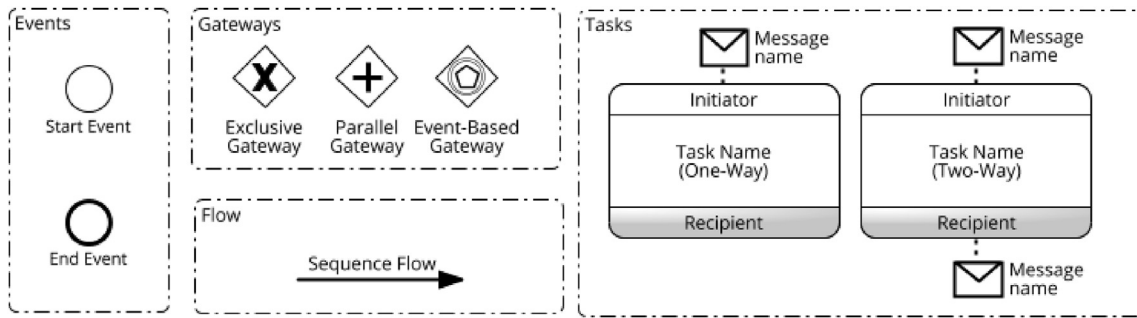 Events
Start Event
End Event
Gateways
X
Exclusive
Gateway
Parallel
Gateway
Event-Based
Gateway
Flow
Sequence Flow
Tasks
Message
name
Initiator
Task Name
(One-Way)
Recipient
Message
name
Initiator
Task Name
(Two-Way)
Recipient
Message
name